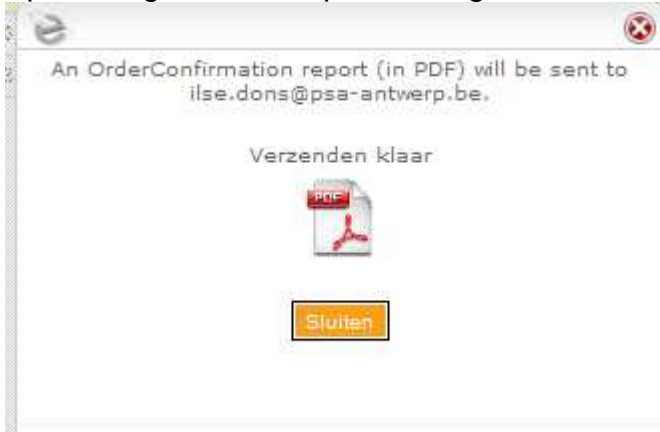 An OrderConfirmation report (in PDF) will be sent to
ilse.dons@psa-antwerp.be.
Verzenden klaar
PDF
Sluiten